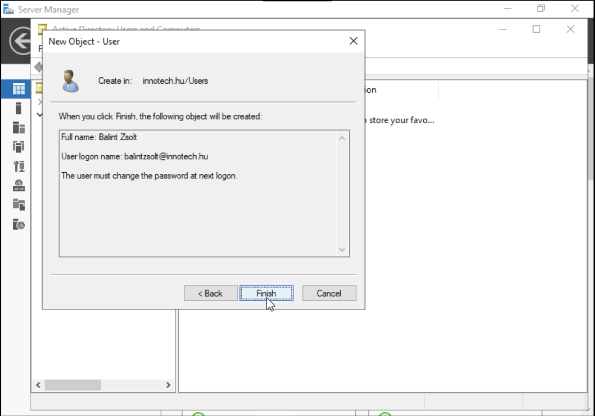 Server Manager
Active Directory Users and Computers
New Object - User
Create in: innotech.hu/Users
When you click Finish, the following object will be created:
Full name: Balint Zsolt
User logon name: balintzsolt@innotech.hu
The user must change the password at next logon.
< Back
Finish
Cancel
store your favo...